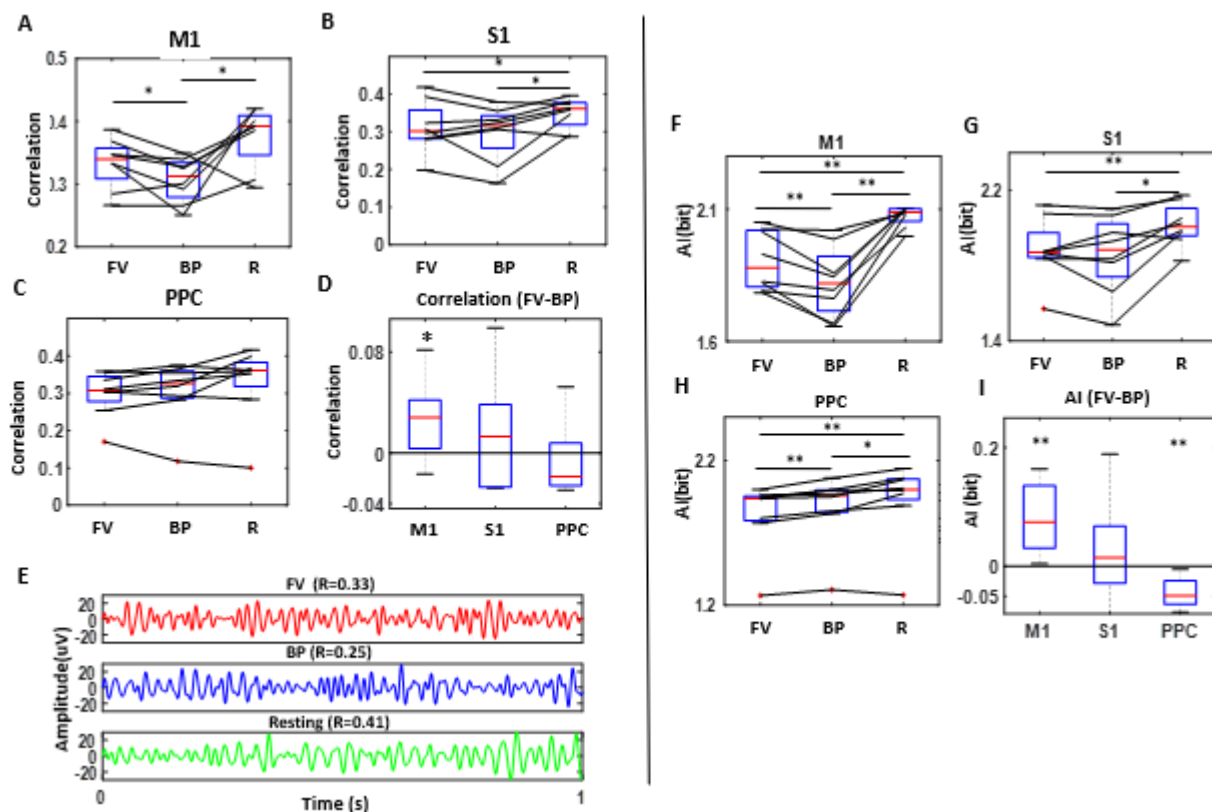 A
M1
0.5
*
*
0.4
0.3
0.2
Correlation
FV
BP
R
B
S1
0.4
0.3
0.2
0.1
0
*
*
Correlation
FV
BP
R
C
PPC
0.4
0.3
0.2
0.1
0
Correlation
FV
BP
R
D
Correlation (FV-BP)
*
0.08
0
-0.04
Correlation
M1
S1
PPC
E
FV (R=0.33)
20
0
-20
BP (R=0.25)
20
0
-20
Resting (R=0.41)
20
0
-20
Amplitude(uV)
0
1
Time (s)
F
M1
**
**
**
2.1
1.6
AI(bit)
FV
BP
R
G
S1
**
*
2.2
1.4
AI(bit)
FV
BP
R
H
PPC
**
**
*
2.2
1.2
AI(bit)
FV
BP
R
I
AI (FV-BP)
**
**
0.2
0
-0.05
AI (bit)
M1
S1
PPC